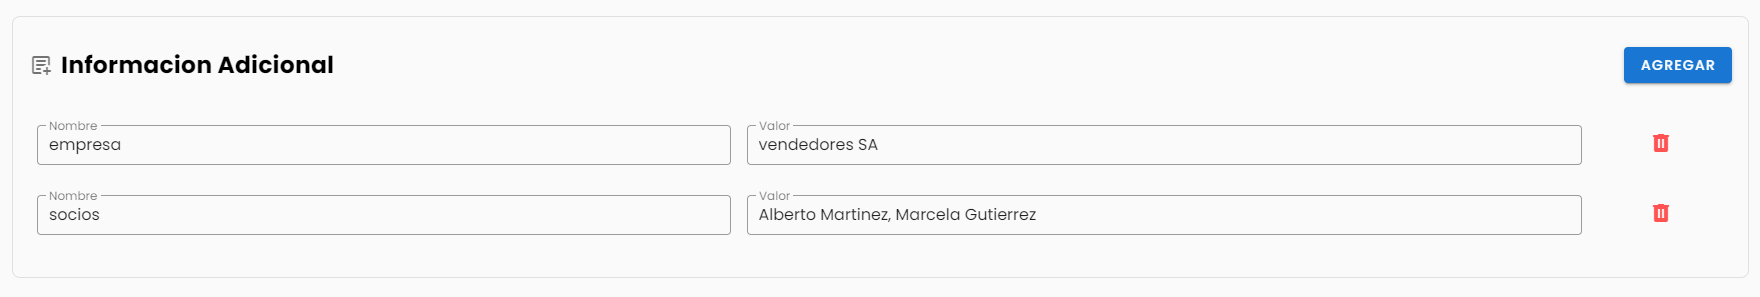 Informacion Adicional
AGREGAR
Nombre
empresa
Valor
vendedores SA
Nombre
socios
Valor
Alberto Martinez, Marcela Gutierrez